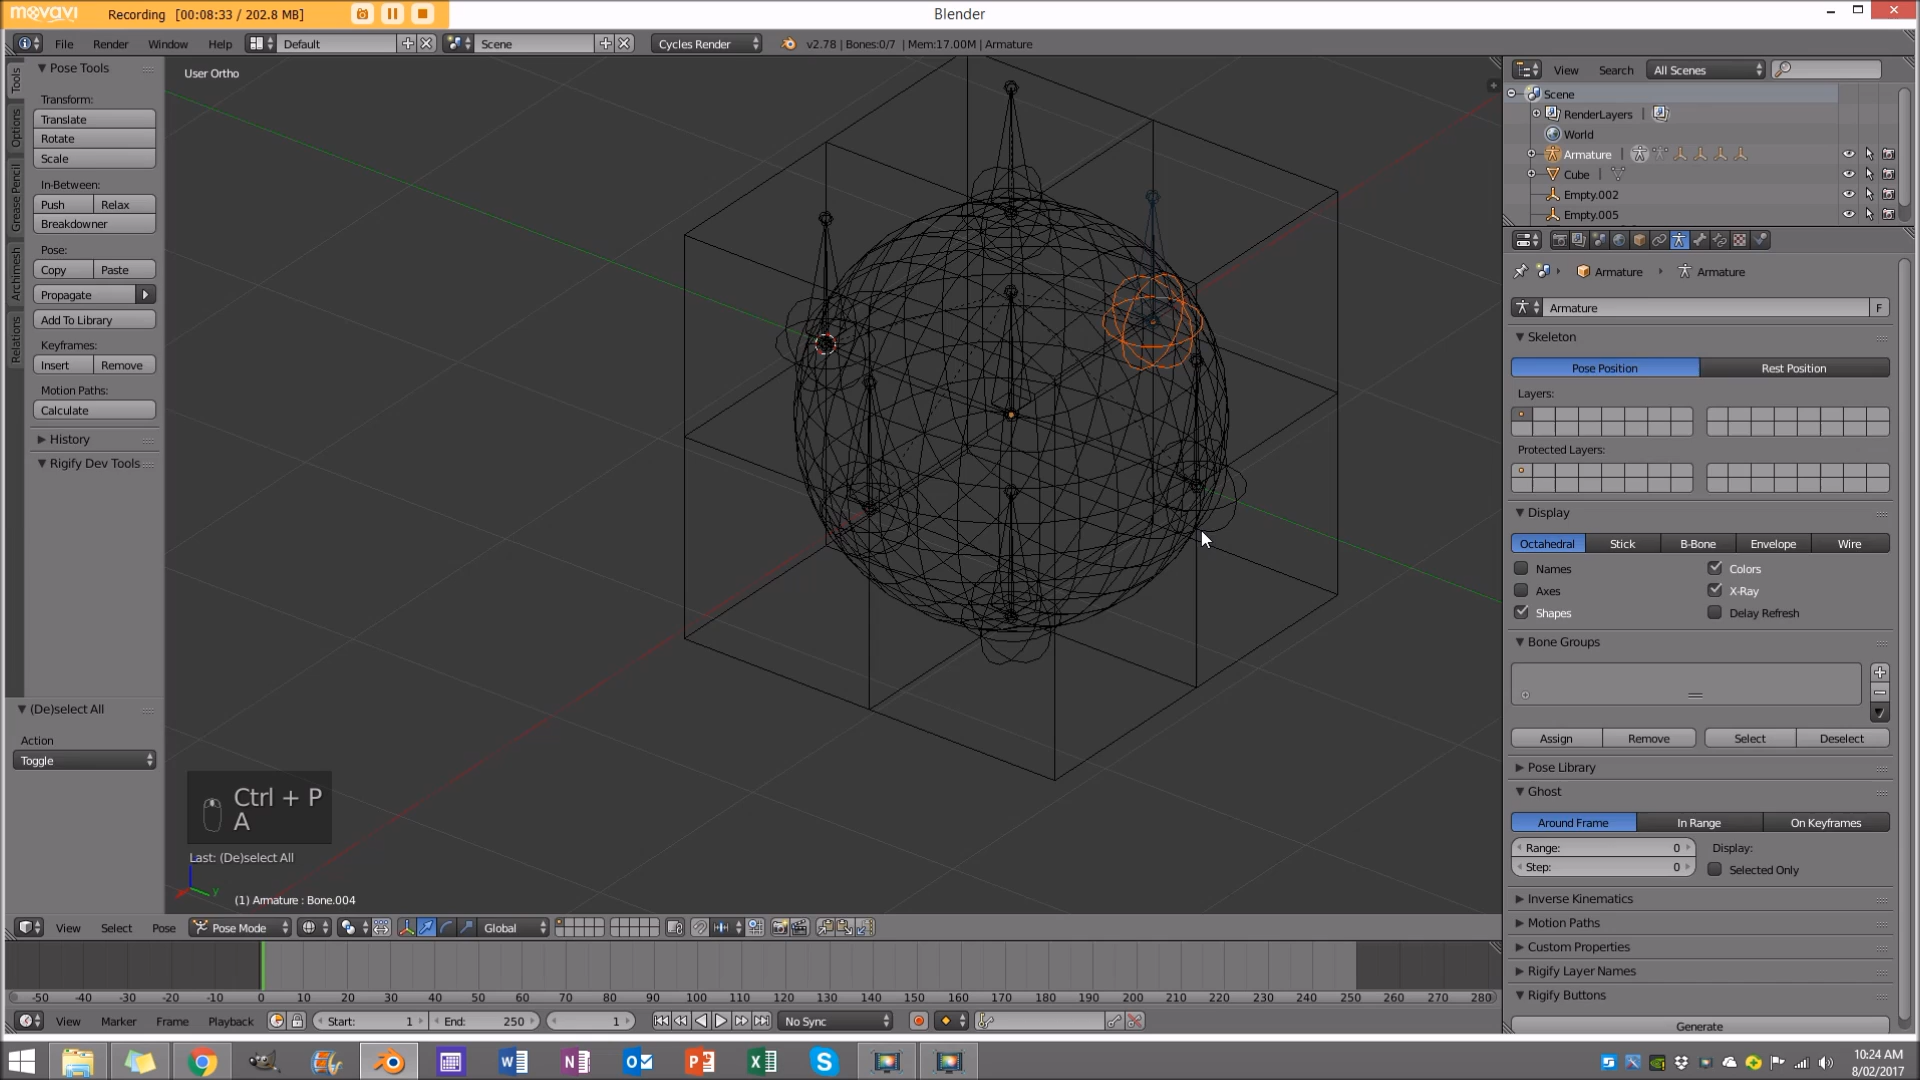 movavi Recording [00:08:33 / 202.8 MB] Blender
File Render Window Help Default Scene Cycles Render v2.78 | Bones:0/7 | Mem:17.00M | Armature
Tools
Options
Grease Pencil
Archimesh
Relations
Pose Tools
Transform:
Translate
Rotate
Scale
In-Between:
Push Relax
Breakdowner
Pose:
Copy Paste
Propagate
Add To Library
Keyframes:
Insert Remove
Motion Paths:
Calculate
History
Rigify Dev Tools
(De)select All
Action
Toggle
User Ortho
Ctrl + P
A
Last: (De)select All
y
(1) Armature : Bone.004
View Search All Scenes
Scene
RenderLayers |
World
Armature |
Cube |
Empty.002
Empty.005
Armature Armature
Armature F
Skeleton
Pose Position Rest Position
Layers:
Protected Layers:
Display
Octahedral Stick B-Bone Envelope Wire
Names Colors
Axes X-Ray
Shapes Delay Refresh
Bone Groups
Assign Remove Select Deselect
Pose Library
Ghost
Around Frame In Range On Keyframes
Range: 0 Display:
Step: 0 Selected Only
Inverse Kinematics
Motion Paths
Custom Properties
Rigify Layer Names
Rigify Buttons
Generate
View Select Pose Pose Mode Global
-50 -40 -30 -20 -10 0 10 20 30 40 50 60 70 80 90 100 110 120 130 140 150 160 170 180 190 200 210 220 230 240 250 260 270 280
View Marker Frame Playback Start: 1 End: 250 1 No Sync
10:24 AM
8/02/2017